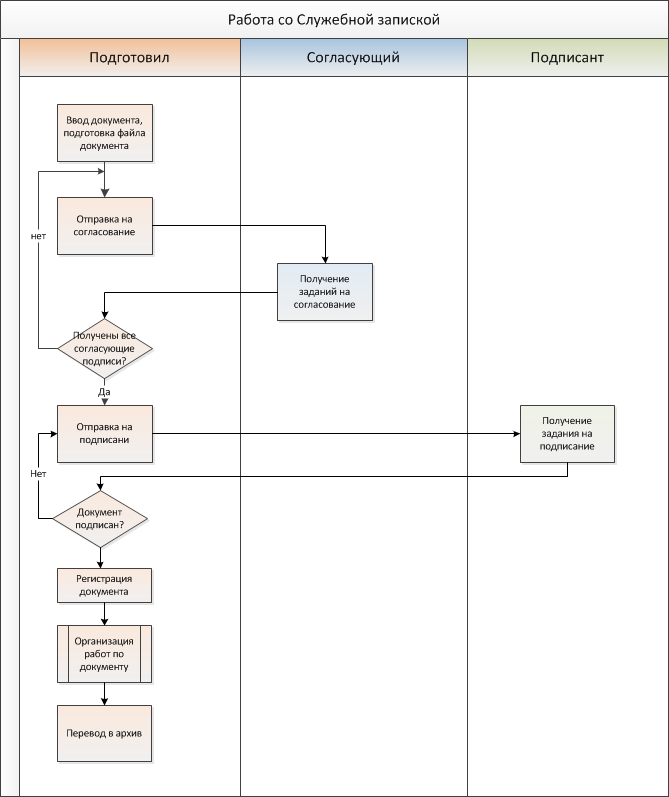 Работа со Служебной запиской
Подготовил
Согласующий
Подписант
Ввод документа,
подготовка файла
документа
Отправка на
согласование
нет
Получение
заданий на
согласование
Получены все
согласующие
подписи?
Да
Отправка на
подписани
Получение
задания на
подписание
Нет
Документ
подписан?
Регистрация
документа
Организация
работ по
документу
Перевод в архив